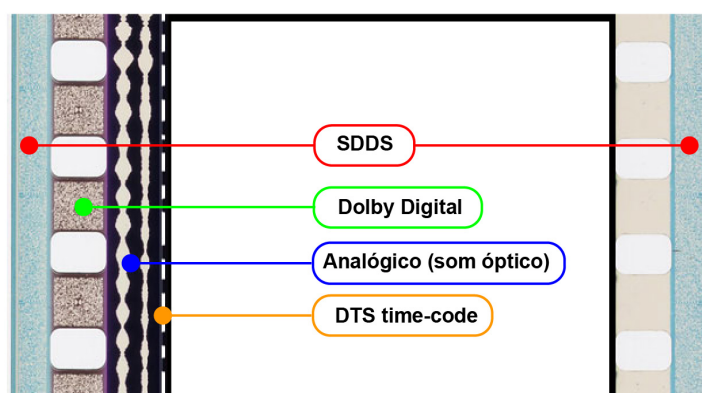 SDDS
Dolby Digital
Analógico (som óptico)
DTS time-code